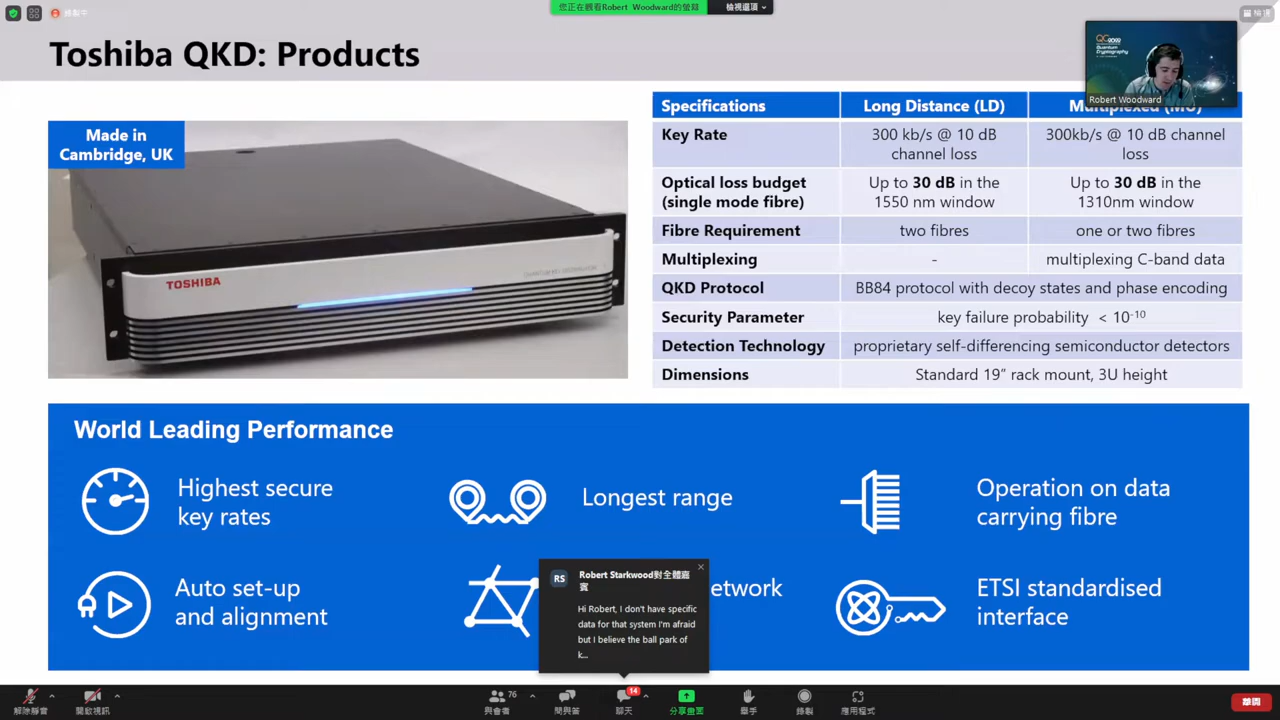 錄製中
您正在觀看Robert Woodward的螢幕
檢視選項
檢視
Toshiba QKD: Products
Robert Woodward
Made in
Cambridge, UK
TOSHIBA
Specifications
Long Distance (LD)
Key Rate
300 kb/s @ 10 dB
channel loss
300kb/s @ 10 dB channel
loss
Optical loss budget
(single mode fibre)
Up to 30 dB in the
1550 nm window
Up to 30 dB in the
1310nm window
Fibre Requirement
two fibres
one or two fibres
Multiplexing
-
multiplexing C-band data
QKD Protocol
BB84 protocol with decoy states and phase encoding
Security Parameter
key failure probability < 10⁻¹⁰
Detection Technology
proprietary self-differencing semiconductor detectors
Dimensions
Standard 19” rack mount, 3U height
World Leading Performance
Highest secure
key rates
Longest range
Operation on data
carrying fibre
Auto set-up
and alignment
etwork
ETSI standardised
interface
RS
Robert Starkwood對全體嘉
賓
Hi Robert, I don't have specific
data for that system I'm afraid
but I believe the ball park of
k...
解除靜音
開啟視訊
76
與會者
問與答
14
聊天
分享畫面
舉手
錄製
應用程式
離開